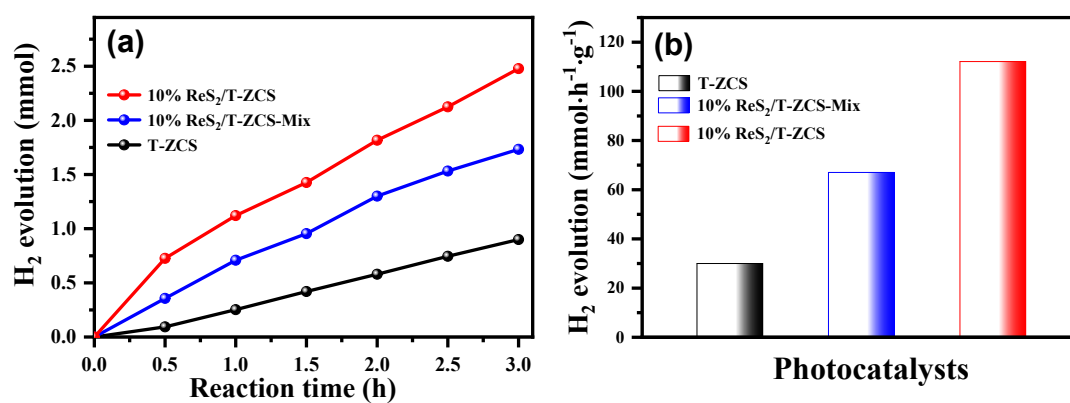 (a)
H₂ evolution (mmol)
2.5
2.0
1.5
1.0
0.5
0.0
10% ReS₂/T-ZCS
10% ReS₂/T-ZCS-Mix
T-ZCS
0.0 0.5 1.0 1.5 2.0 2.5 3.0
Reaction time (h)
(b)
H₂ evolution (mmol·h⁻¹·g⁻¹)
120
100
80
60
40
20
0
T-ZCS
10% ReS₂/T-ZCS-Mix
10% ReS₂/T-ZCS
Photocatalysts